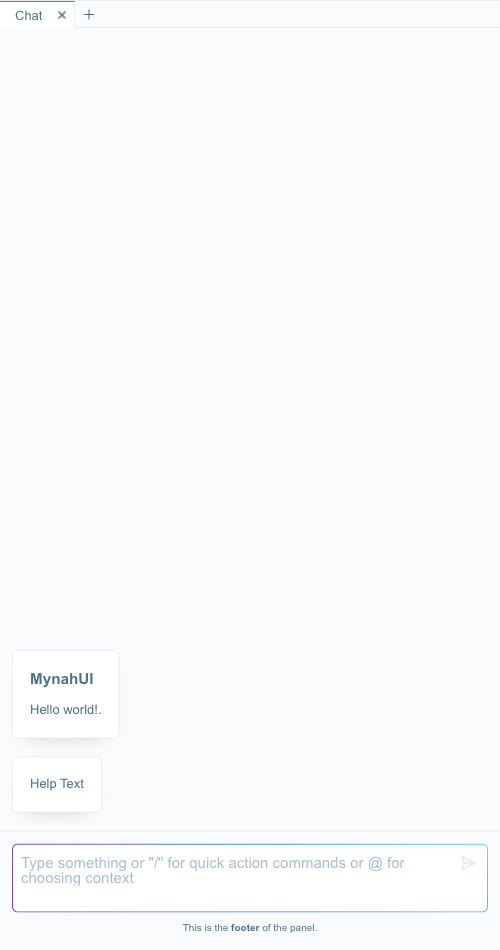 Chat
MynahUI
Hello world!.
Help Text
Type something or "/" for quick action commands or @ for
choosing context
This is the footer of the panel.